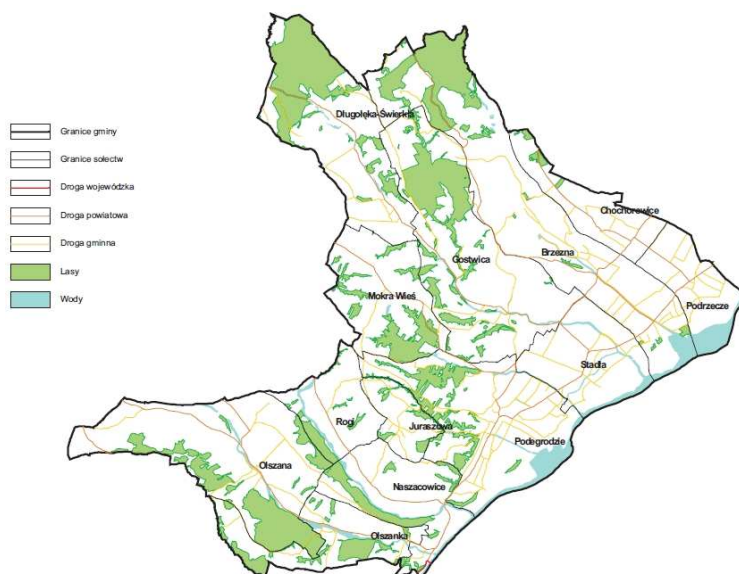 Granice gminy
Granice sołectw
Droga wojewódzka
Droga powiatowa
Droga gminna
Lasy
Wody
Długołęka-Świerkla
Chochorowice
Brzezna
Gostwica
Mokra Wieś
Podrzecze
Stadła
Rogi
Juraszowa
Podegrodzie
Olszana
Naszacowice
Olszanka